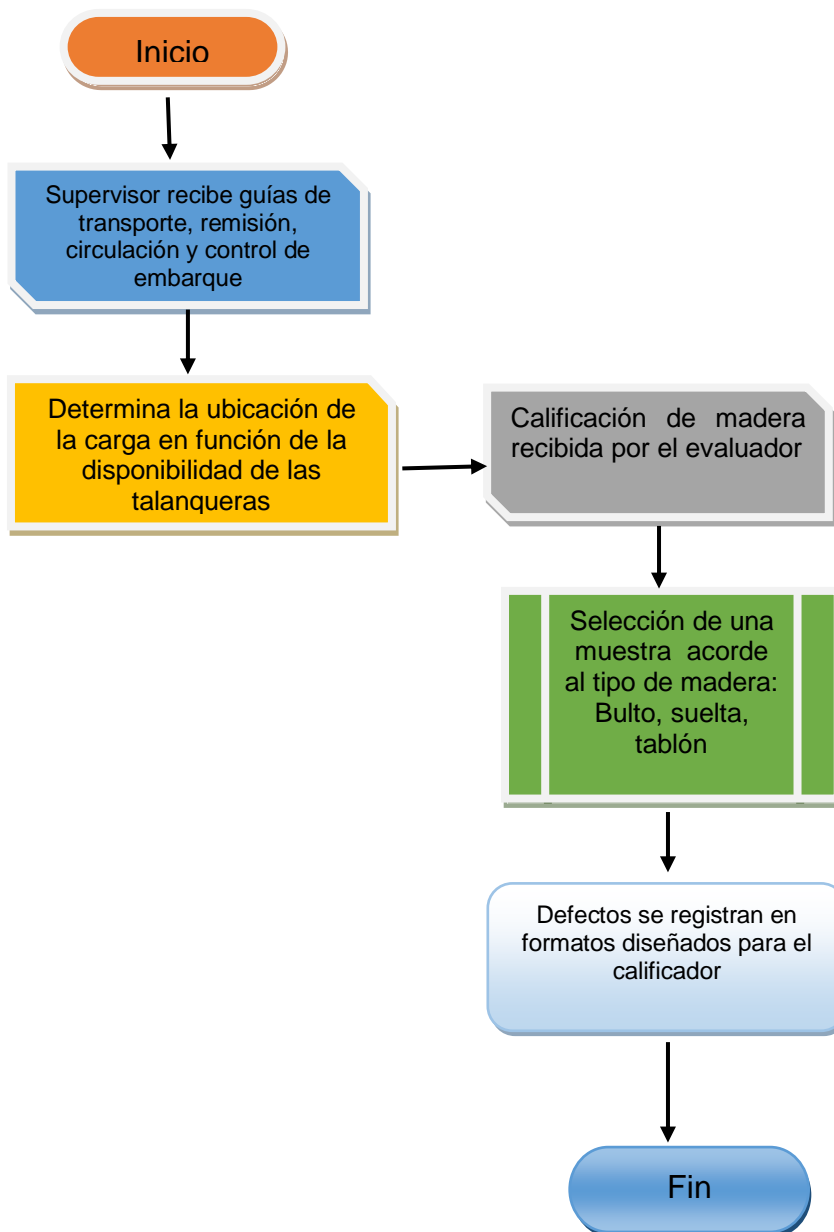 Inicio
Supervisor recibe guías de
transporte, remisión,
circulación y control de
embarque
Determina la ubicación de
la carga en función de la
disponibilidad de las
talanqueras
Calificación de madera
recibida por el evaluador
Selección de una
muestra acorde
al tipo de madera:
Bulto, suelta,
tablón
Defectos se registran en
formatos diseñados para el
calificador
Fin